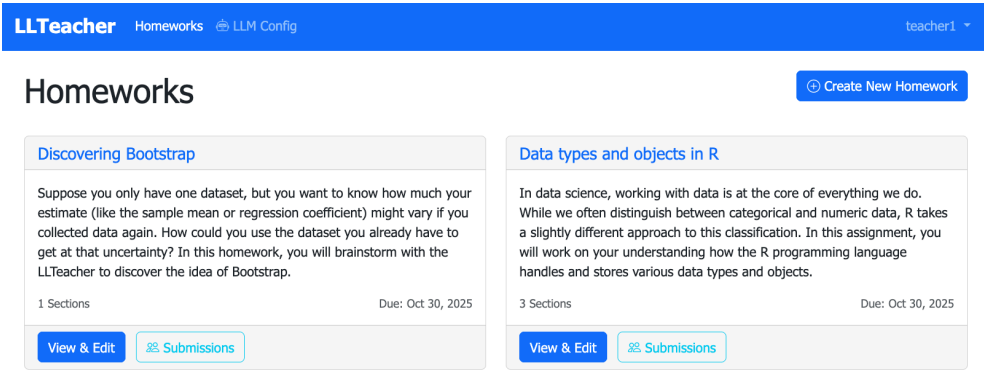 LLTeacher Homeworks LLM Config teacher1
Homeworks
Create New Homework
Discovering Bootstrap
Suppose you only have one dataset, but you want to know how much your
estimate (like the sample mean or regression coefficient) might vary if you
collected data again. How could you use the dataset you already have to
get at that uncertainty? In this homework, you will brainstorm with the
LLTeacher to discover the idea of Bootstrap.
1 Sections Due: Oct 30, 2025
View & Edit Submissions
Data types and objects in R
In data science, working with data is at the core of everything we do.
While we often distinguish between categorical and numeric data, R takes
a slightly different approach to this classification. In this assignment, you
will work on your understanding how the R programming language
handles and stores various data types and objects.
3 Sections Due: Oct 30, 2025
View & Edit Submissions